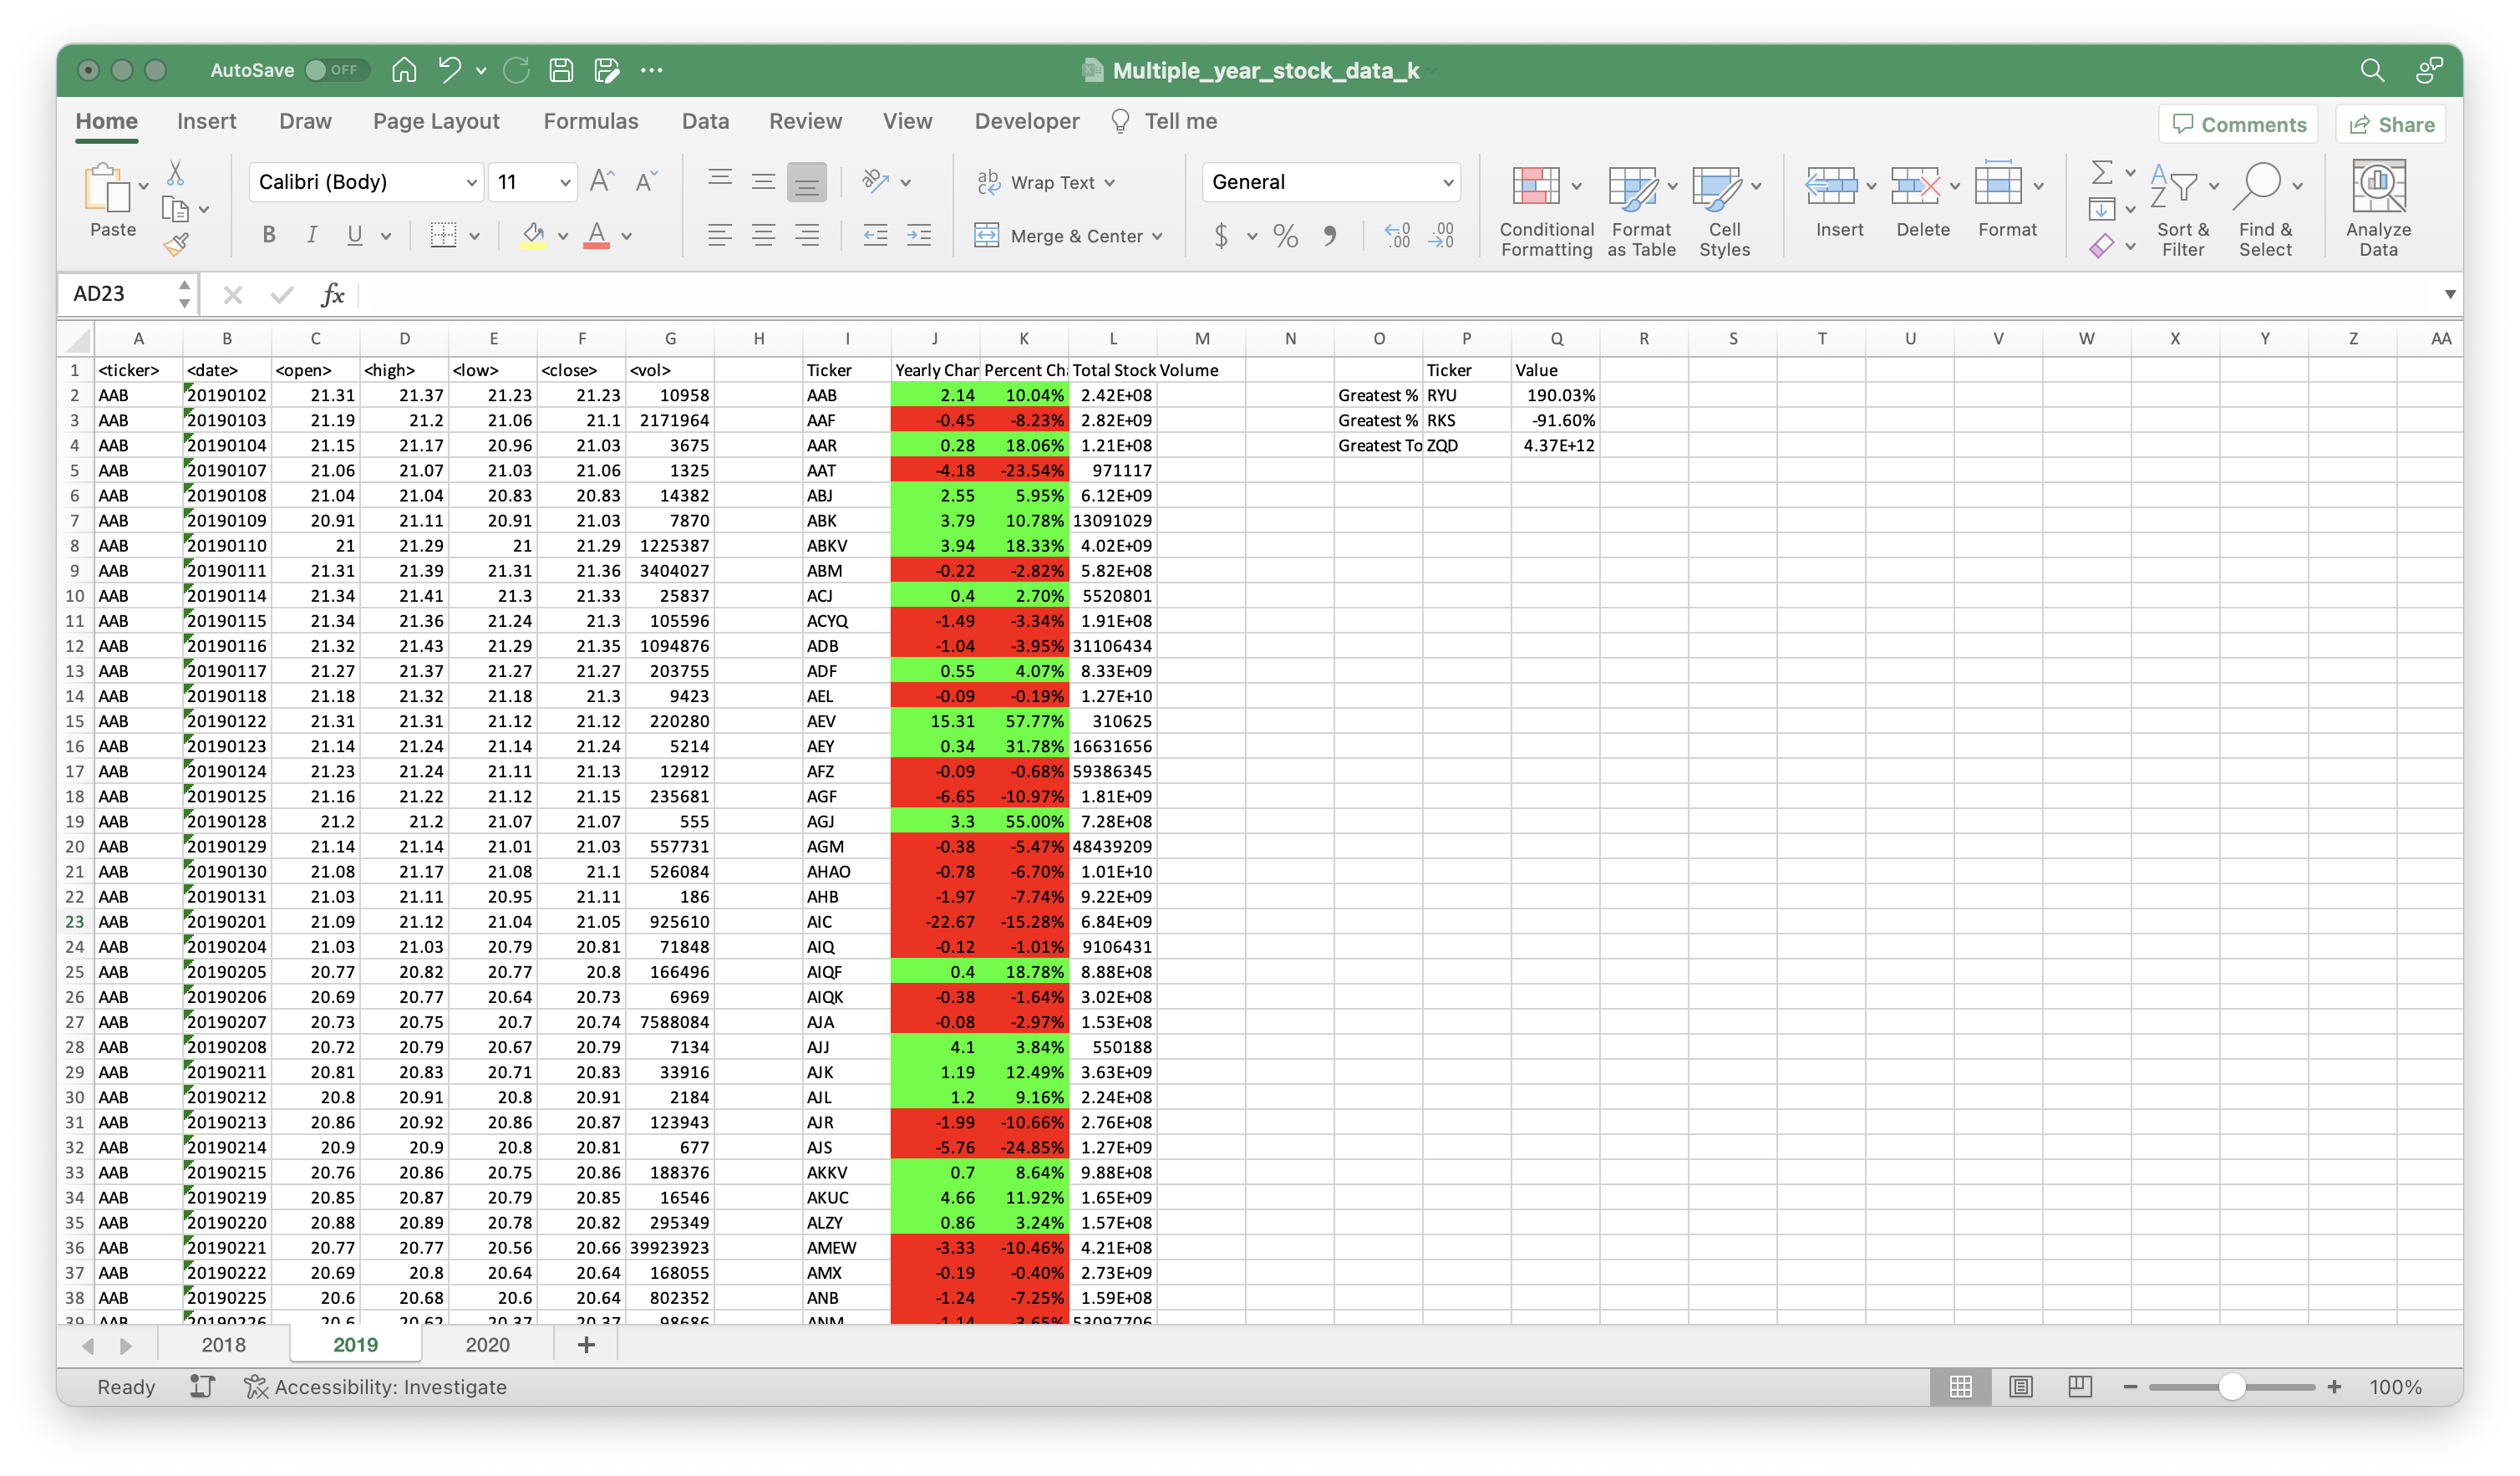 AutoSave OFF Multiple_year_stock_data_k
Home Insert Draw Page Layout Formulas Data Review View Developer Tell me Comments Share
Paste Calibri (Body) 11 Wrap Text General Conditional Formatting Format as Table Cell Styles Insert Delete Format Sort & Filter Find & Select Analyze Data
B I U Merge & Center $ %
AD23 fx
A B C D E F G H I J K L M N O P Q R S T U V W X Y Z AA
1 <ticker> <date> <open> <high> <low> <close> <vol> Ticker Yearly Char Percent Cha Total Stock Volume Ticker Value
2 AAB 20190102 21.31 21.37 21.23 21.23 10958 AAB 2.14 10.04% 2.42E+08 Greatest % RYU 190.03%
3 AAB 20190103 21.19 21.2 21.06 21.1 2171964 AAF -0.45 -8.23% 2.82E+09 Greatest % RKS -91.60%
4 AAB 20190104 21.15 21.17 20.96 21.03 3675 AAR 0.28 18.06% 1.21E+08 Greatest To ZQD 4.37E+12
5 AAB 20190107 21.06 21.07 21.03 21.06 1325 AAT -4.18 -23.54% 971117
6 AAB 20190108 21.04 21.04 20.83 20.83 14382 ABJ 2.55 5.95% 6.12E+09
7 AAB 20190109 20.91 21.11 20.91 21.03 7870 ABK 3.79 10.78% 13091029
8 AAB 20190110 21 21.29 21 21.29 1225387 ABKV 3.94 18.33% 4.02E+09
9 AAB 20190111 21.31 21.39 21.31 21.36 3404027 ABM -0.22 -2.82% 5.82E+08
10 AAB 20190114 21.34 21.41 21.3 21.33 25837 ACJ 0.4 2.70% 5520801
11 AAB 20190115 21.34 21.36 21.24 21.3 105596 ACYQ -1.49 -3.34% 1.91E+08
12 AAB 20190116 21.32 21.43 21.29 21.35 1094876 ADB -1.04 -3.95% 31106434
13 AAB 20190117 21.27 21.37 21.27 21.27 203755 ADF 0.55 4.07% 8.33E+09
14 AAB 20190118 21.18 21.32 21.18 21.3 9423 AEL -0.09 -0.19% 1.27E+10
15 AAB 20190122 21.31 21.31 21.12 21.12 220280 AEV 15.31 57.77% 310625
16 AAB 20190123 21.14 21.24 21.14 21.24 5214 AEY 0.34 31.78% 16631656
17 AAB 20190124 21.23 21.24 21.11 21.13 12912 AFZ -0.09 -0.68% 59386345
18 AAB 20190125 21.16 21.22 21.12 21.15 235681 AGF -6.65 -10.97% 1.81E+09
19 AAB 20190128 21.2 21.2 21.07 21.07 555 AGJ 3.3 55.00% 7.28E+08
20 AAB 20190129 21.14 21.14 21.01 21.03 557731 AGM -0.38 -5.47% 48439209
21 AAB 20190130 21.08 21.17 21.08 21.1 526084 AHAO -0.78 -6.70% 1.01E+10
22 AAB 20190131 21.03 21.11 20.95 21.11 186 AHB -1.97 -7.74% 9.22E+09
23 AAB 20190201 21.09 21.12 21.04 21.05 925610 AIC -22.67 -15.28% 6.84E+09
24 AAB 20190204 21.03 21.03 20.79 20.81 71848 AIQ -0.12 -1.01% 9106431
25 AAB 20190205 20.77 20.82 20.77 20.8 166496 AIQF 0.4 18.78% 8.88E+08
26 AAB 20190206 20.69 20.77 20.64 20.73 6969 AIQK -0.38 -1.64% 3.02E+08
27 AAB 20190207 20.73 20.75 20.7 20.74 7588084 AJA -0.08 -2.97% 1.53E+08
28 AAB 20190208 20.72 20.79 20.67 20.79 7134 AJJ 4.1 3.84% 550188
29 AAB 20190211 20.81 20.83 20.71 20.83 33916 AJK 1.19 12.49% 3.63E+09
30 AAB 20190212 20.8 20.91 20.8 20.91 2184 AJL 1.2 9.16% 2.24E+08
31 AAB 20190213 20.86 20.92 20.86 20.87 123943 AJR -1.99 -10.66% 2.76E+08
32 AAB 20190214 20.9 20.9 20.8 20.81 677 AJS -5.76 -24.85% 1.27E+09
33 AAB 20190215 20.76 20.86 20.75 20.86 188376 AKKV 0.7 8.64% 9.88E+08
34 AAB 20190219 20.85 20.87 20.79 20.85 16546 AKUC 4.66 11.92% 1.65E+09
35 AAB 20190220 20.88 20.89 20.78 20.82 295349 ALZY 0.86 3.24% 1.57E+08
36 AAB 20190221 20.77 20.77 20.56 20.66 39923923 AMEW -3.33 -10.46% 4.21E+08
37 AAB 20190222 20.69 20.8 20.64 20.64 168055 AMX -0.19 -0.40% 2.73E+09
38 AAB 20190225 20.6 20.68 20.6 20.64 802352 ANB -1.24 -7.25% 1.59E+08
39 AAB 20190226 20.6 20.62 20.37 20.37 98686 ANM -1.14 -3.65% 53097706
2018 2019 2020 +
Ready Accessibility: Investigate 100%